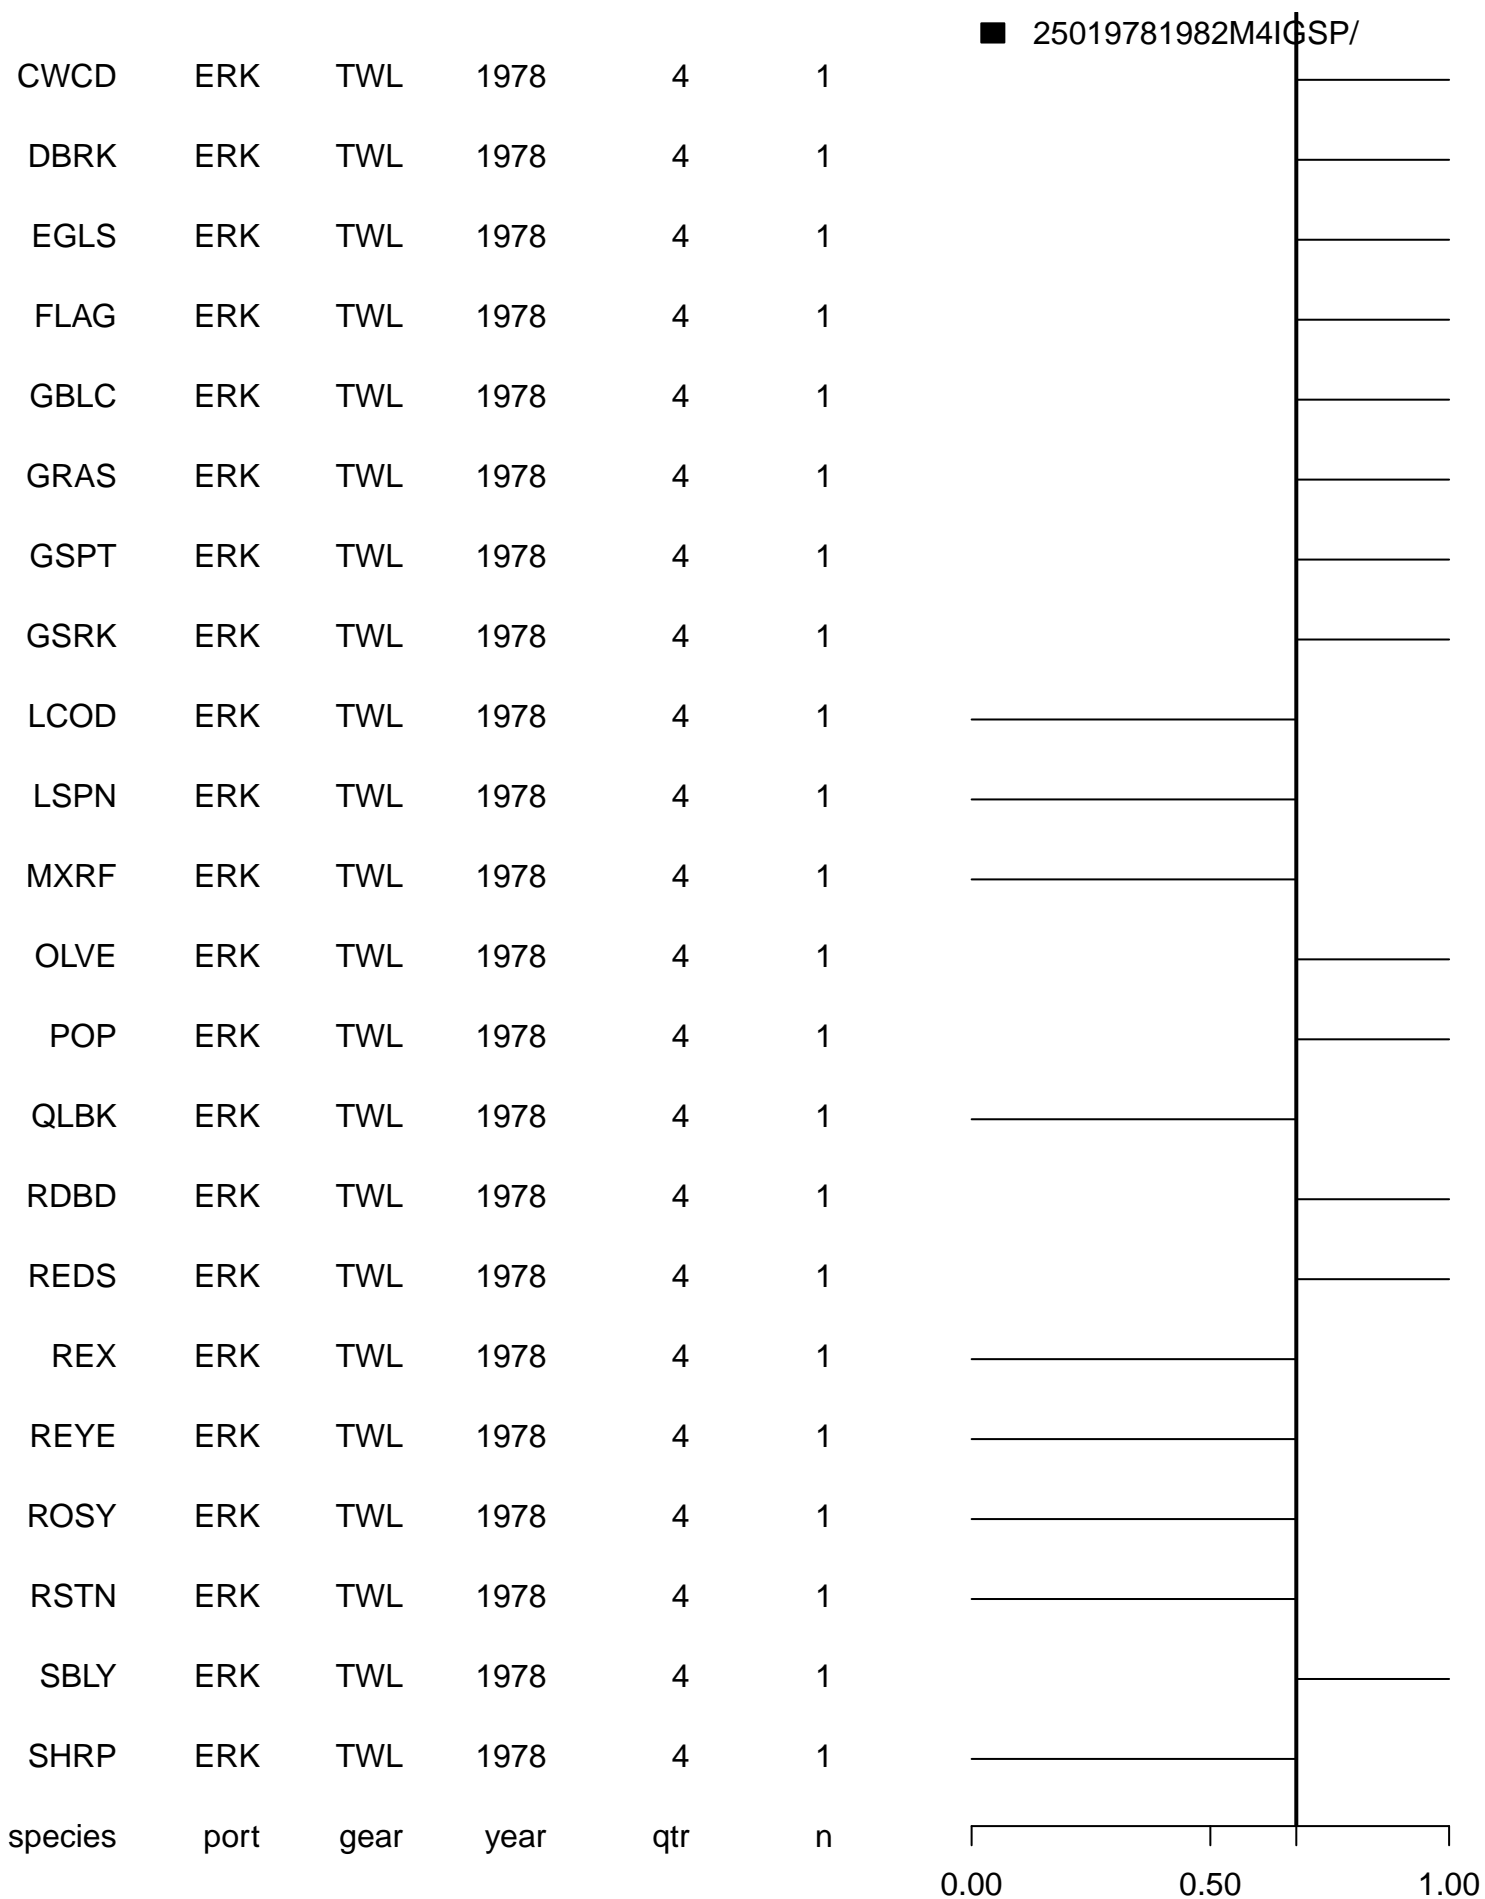 25019781982M4IGSP/
CWCD ERK TWL 1978 4 1
DBRK ERK TWL 1978 4 1
EGLS ERK TWL 1978 4 1
FLAG ERK TWL 1978 4 1
GBLC ERK TWL 1978 4 1
GRAS ERK TWL 1978 4 1
GSPT ERK TWL 1978 4 1
GSRK ERK TWL 1978 4 1
LCOD ERK TWL 1978 4 1
LSPN ERK TWL 1978 4 1
MXRF ERK TWL 1978 4 1
OLVE ERK TWL 1978 4 1
POP ERK TWL 1978 4 1
QLBK ERK TWL 1978 4 1
RDBD ERK TWL 1978 4 1
REDS ERK TWL 1978 4 1
REX ERK TWL 1978 4 1
REYE ERK TWL 1978 4 1
ROSY ERK TWL 1978 4 1
RSTN ERK TWL 1978 4 1
SBLY ERK TWL 1978 4 1
SHRP ERK TWL 1978 4 1
species port gear year qtr n
0.00 0.50 1.00